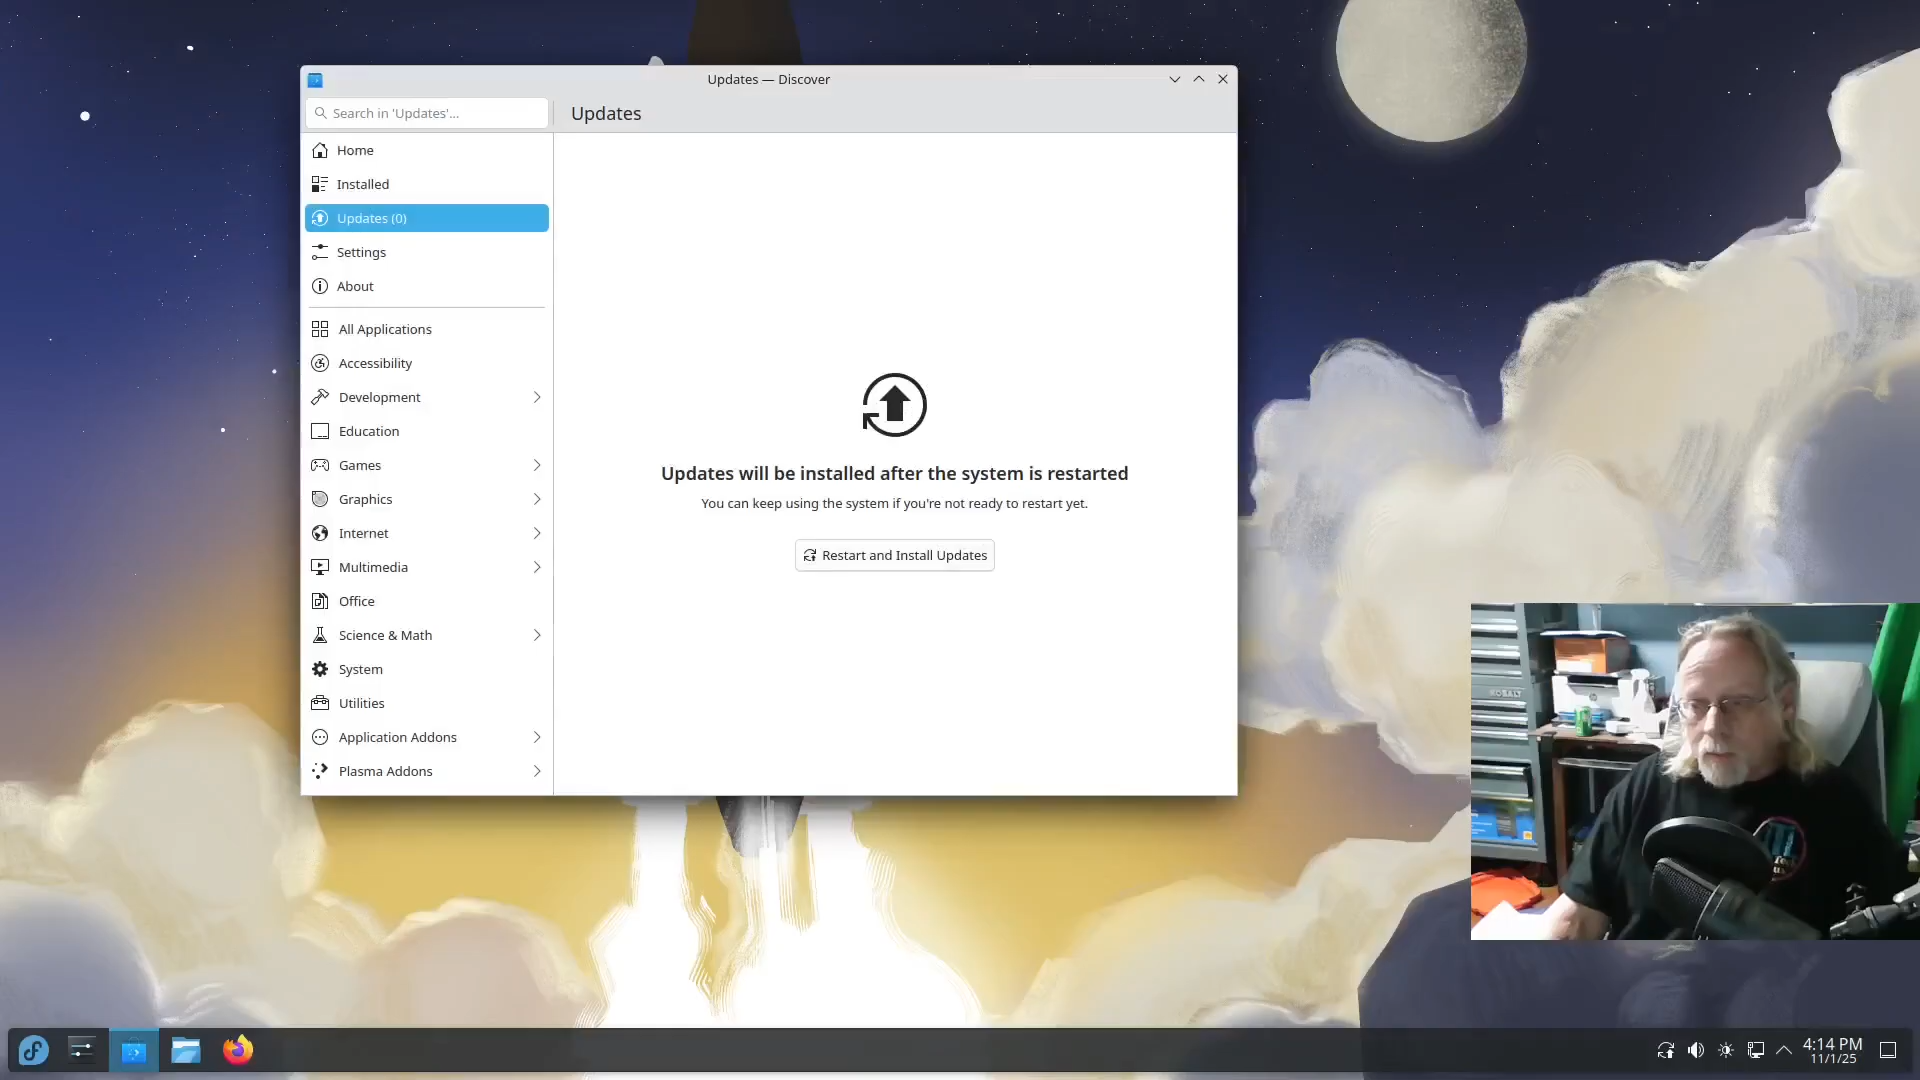 Updates — Discover
Search in 'Updates'...
Updates
Home
Installed
Updates (0)
Settings
About
All Applications
Accessibility
Development
Education
Games
Graphics
Internet
Multimedia
Office
Science & Math
System
Utilities
Application Addons
Plasma Addons
Updates will be installed after the system is restarted
You can keep using the system if you're not ready to restart yet.
Restart and Install Updates
KOBALT
4:14 PM
11/1/25